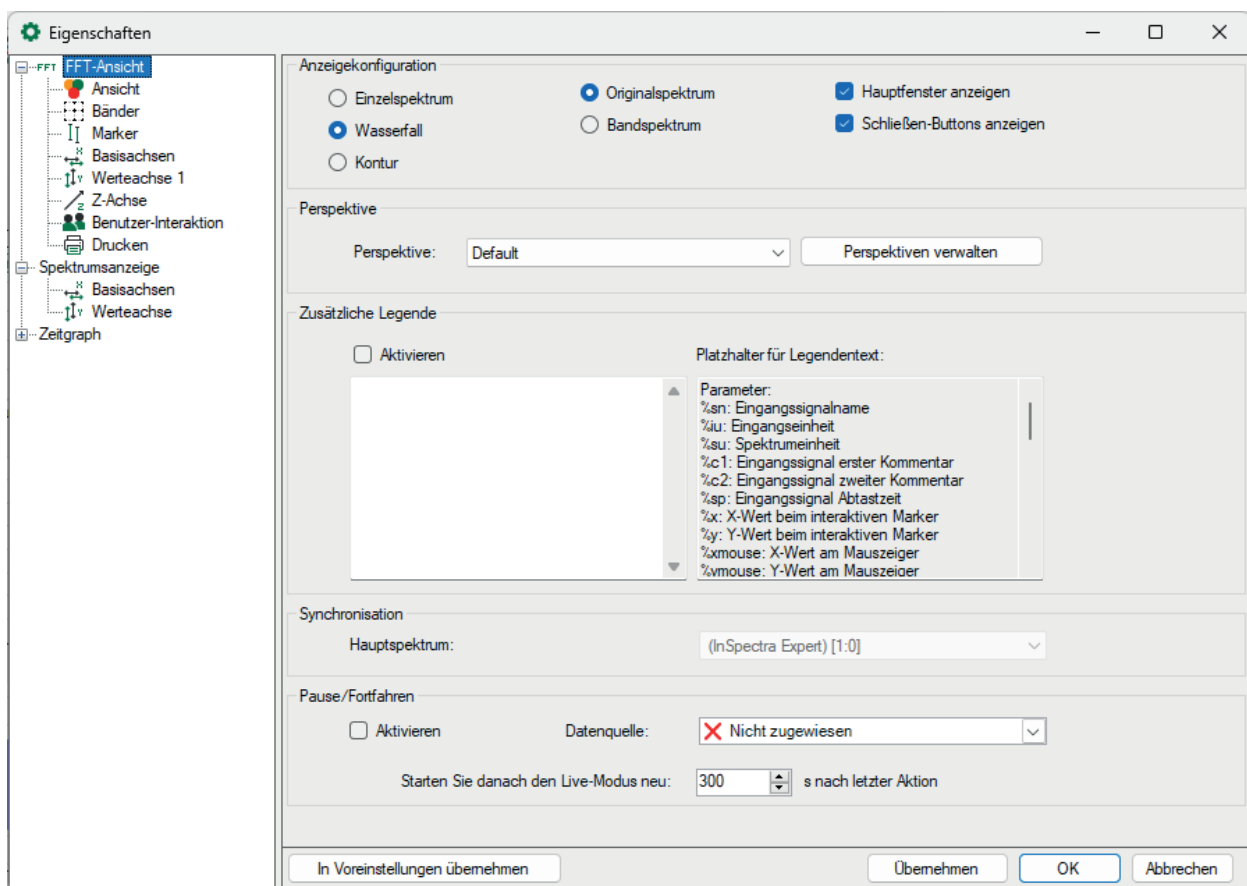 Eigenschaften
FFT FFT-Ansicht
Ansicht
Bänder
Marker
Basisachsen
Werteachse 1
Z-Achse
Benutzer-Interaktion
Drucken
Spektrumsanzeige
Basisachsen
Werteachse
Zeitgraph
Anzeigekonfiguration
Einzelspektrum
Wasserfall
Kontur
Originalspektrum
Bandspektrum
Hauptfenster anzeigen
Schließen-Buttons anzeigen
Perspektive
Perspektive: Default Perspektiven verwalten
Zusätzliche Legende
Aktivieren
Platzhalter für Legendentext:
Parameter:
%sn: Eingangssignalname
%iu: Eingangseinheit
%su: Spektrumeinheit
%c1: Eingangssignal erster Kommentar
%c2: Eingangssignal zweiter Kommentar
%sp: Eingangssignal Abtastzeit
%x: X-Wert beim interaktiven Marker
%y: Y-Wert beim interaktiven Marker
%xmouse: X-Wert am Mauszeiger
%ymouse: Y-Wert am Mauszeiger
Synchronisation
Hauptspektrum: (InSpectra Expert) [1:0]
Pause/Fortfahren
Aktivieren Datenquelle: Nicht zugewiesen
Starten Sie danach den Live-Modus neu: 300 s nach letzter Aktion
In Voreinstellungen übernehmen Übernehmen OK Abbrechen